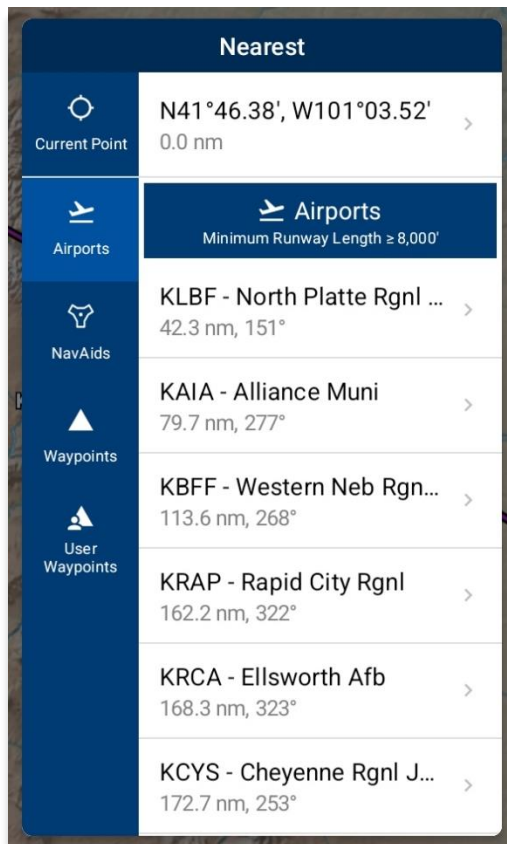 Nearest
Current Point
N41°46.38', W101°03.52'
0.0 nm
Airports
Airports
Minimum Runway Length ≥ 8,000'
KLBF - North Platte Rgnl ...
42.3 nm, 151°
NavAids
KAIA - Alliance Muni
79.7 nm, 277°
Waypoints
KBFF - Western Neb Rgn...
113.6 nm, 268°
User
Waypoints
KRAP - Rapid City Rgnl
162.2 nm, 322°
KRCA - Ellsworth Afb
168.3 nm, 323°
KCYS - Cheyenne Rgnl J...
172.7 nm, 253°